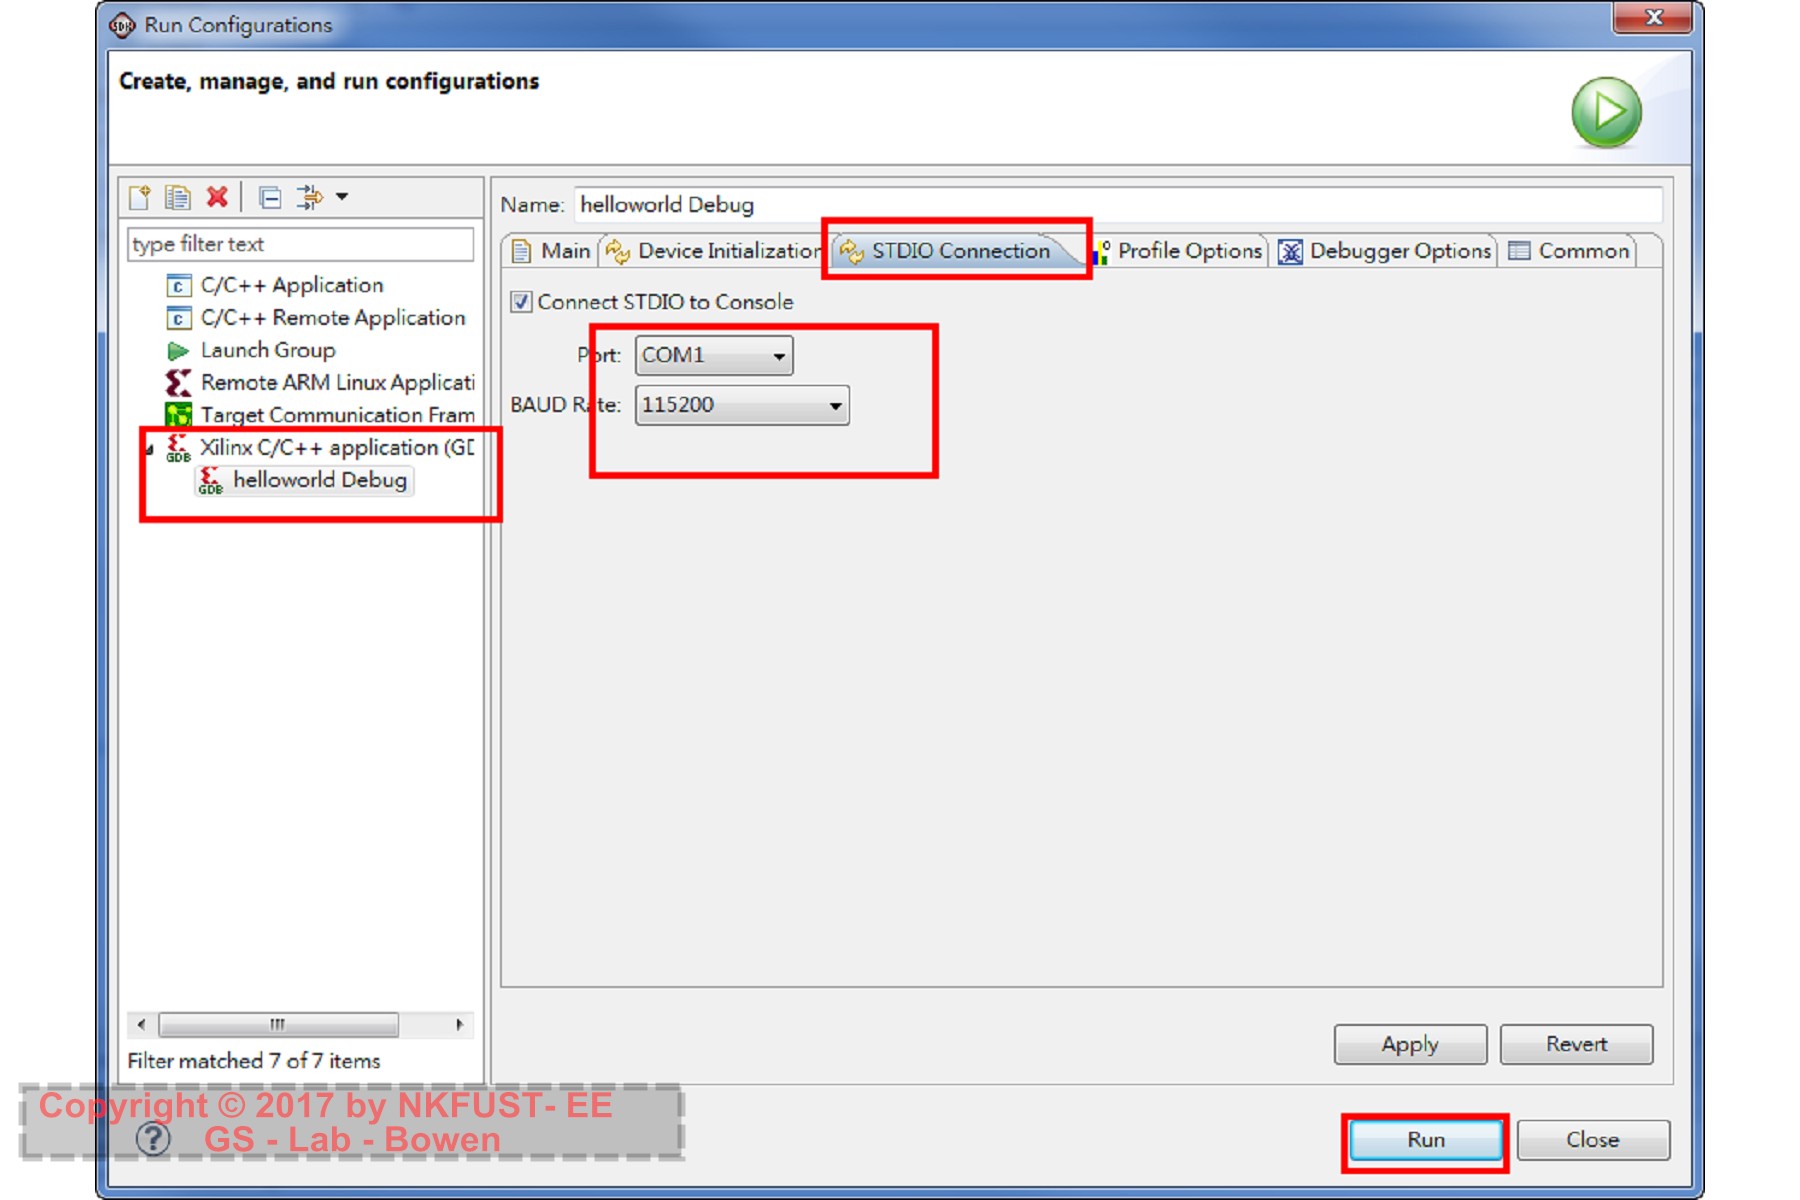 Run Configurations
Create, manage, and run configurations
type filter text
C/C++ Application
C/C++ Remote Application
Launch Group
Remote ARM Linux Applicati
Target Communication Fram
Xilinx C/C++ application (GD
GDB
helloworld Debug
GDB
Filter matched 7 of 7 items
Name: helloworld Debug
Main Device Initialization STDIO Connection Profile Options Debugger Options Common
Connect STDIO to Console
Port: COM1
BAUD Rate: 115200
Apply Revert
Run Close
Copyright © 2017 by NKFUST- EE
GS - Lab - Bowen